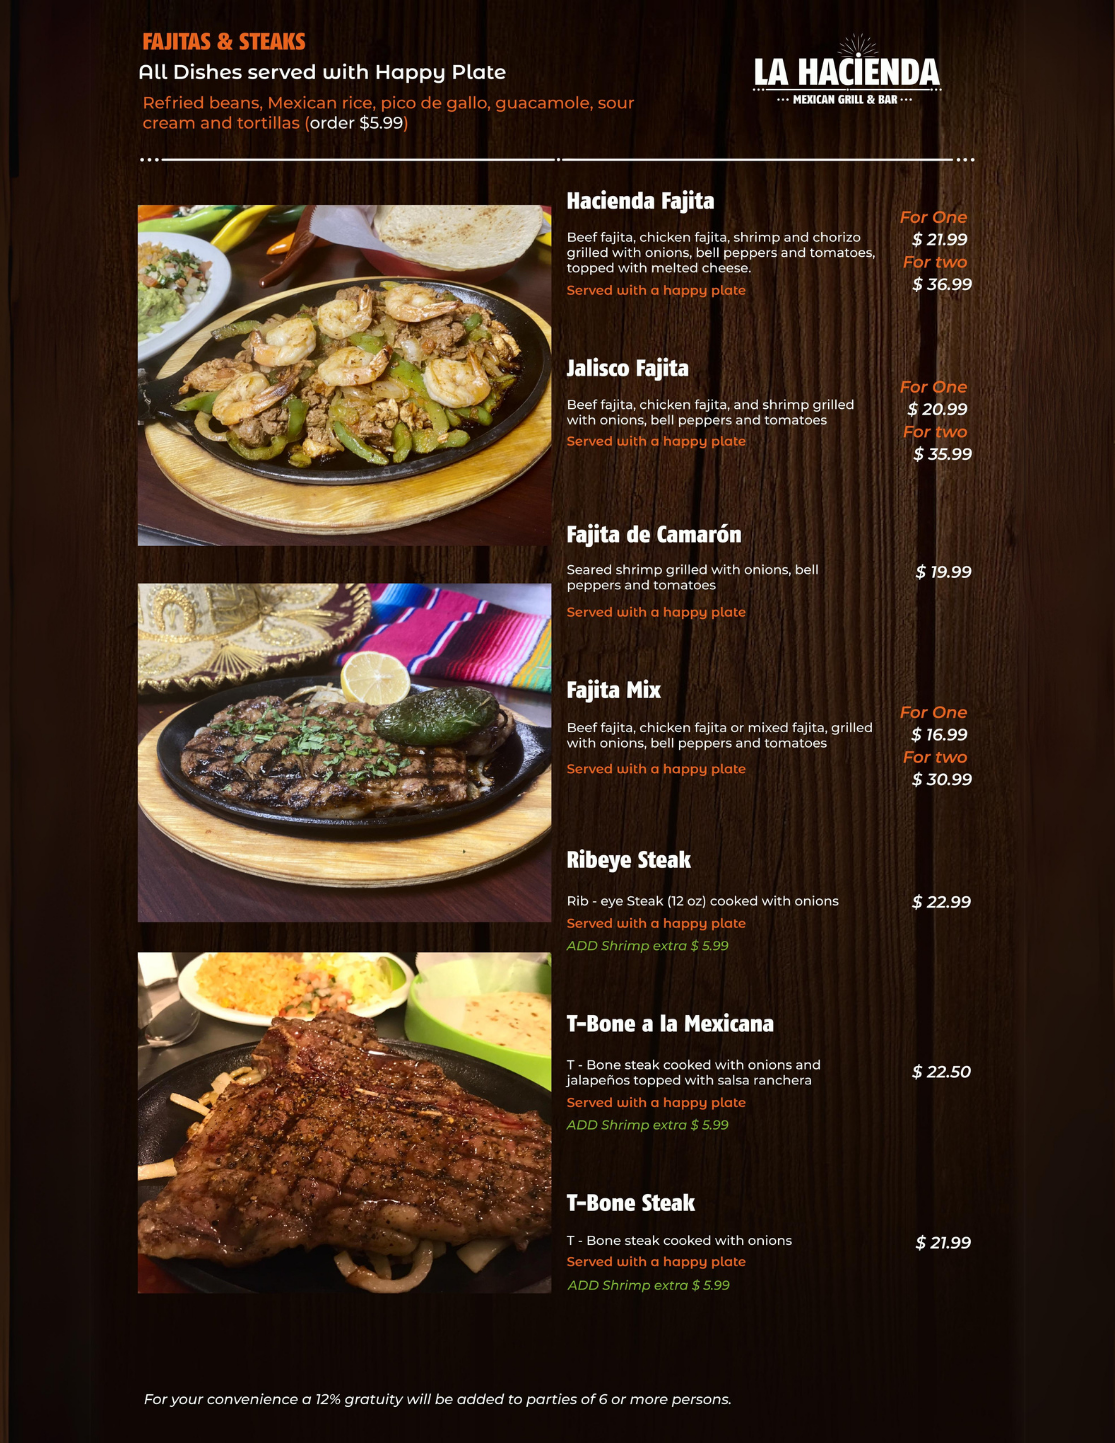 FAJITAS & STEAKS
All Dishes served with Happy Plate
Refried beans, Mexican rice, pico de gallo, guacamole, sour
cream and tortillas (order $5.99)
LA HACIENDA
MEXICAN GRILL & BAR
Hacienda Fajita
Beef fajita, chicken fajita, shrimp and chorizo
grilled with onions, bell peppers and tomatoes,
topped with melted cheese.
Served with a happy plate
For One
$ 21.99
For two
$ 36.99
Jalisco Fajita
Beef fajita, chicken fajita, and shrimp grilled
with onions, bell peppers and tomatoes
Served with a happy plate
For One
$ 20.99
For two
$ 35.99
Fajita de Camarón
Seared shrimp grilled with onions, bell
peppers and tomatoes
Served with a happy plate
$ 19.99
Fajita Mix
Beef fajita, chicken fajita or mixed fajita, grilled
with onions, bell peppers and tomatoes
Served with a happy plate
For One
$ 16.99
For two
$ 30.99
Ribeye Steak
Rib - eye Steak (12 oz) cooked with onions
Served with a happy plate
ADD Shrimp extra $ 5.99
$ 22.99
T-Bone a la Mexicana
T - Bone steak cooked with onions and
jalapeños topped with salsa ranchera
Served with a happy plate
ADD Shrimp extra $ 5.99
$ 22.50
T-Bone Steak
T - Bone steak cooked with onions
Served with a happy plate
ADD Shrimp extra $ 5.99
$ 21.99
For your convenience a 12% gratuity will be added to parties of 6 or more persons.